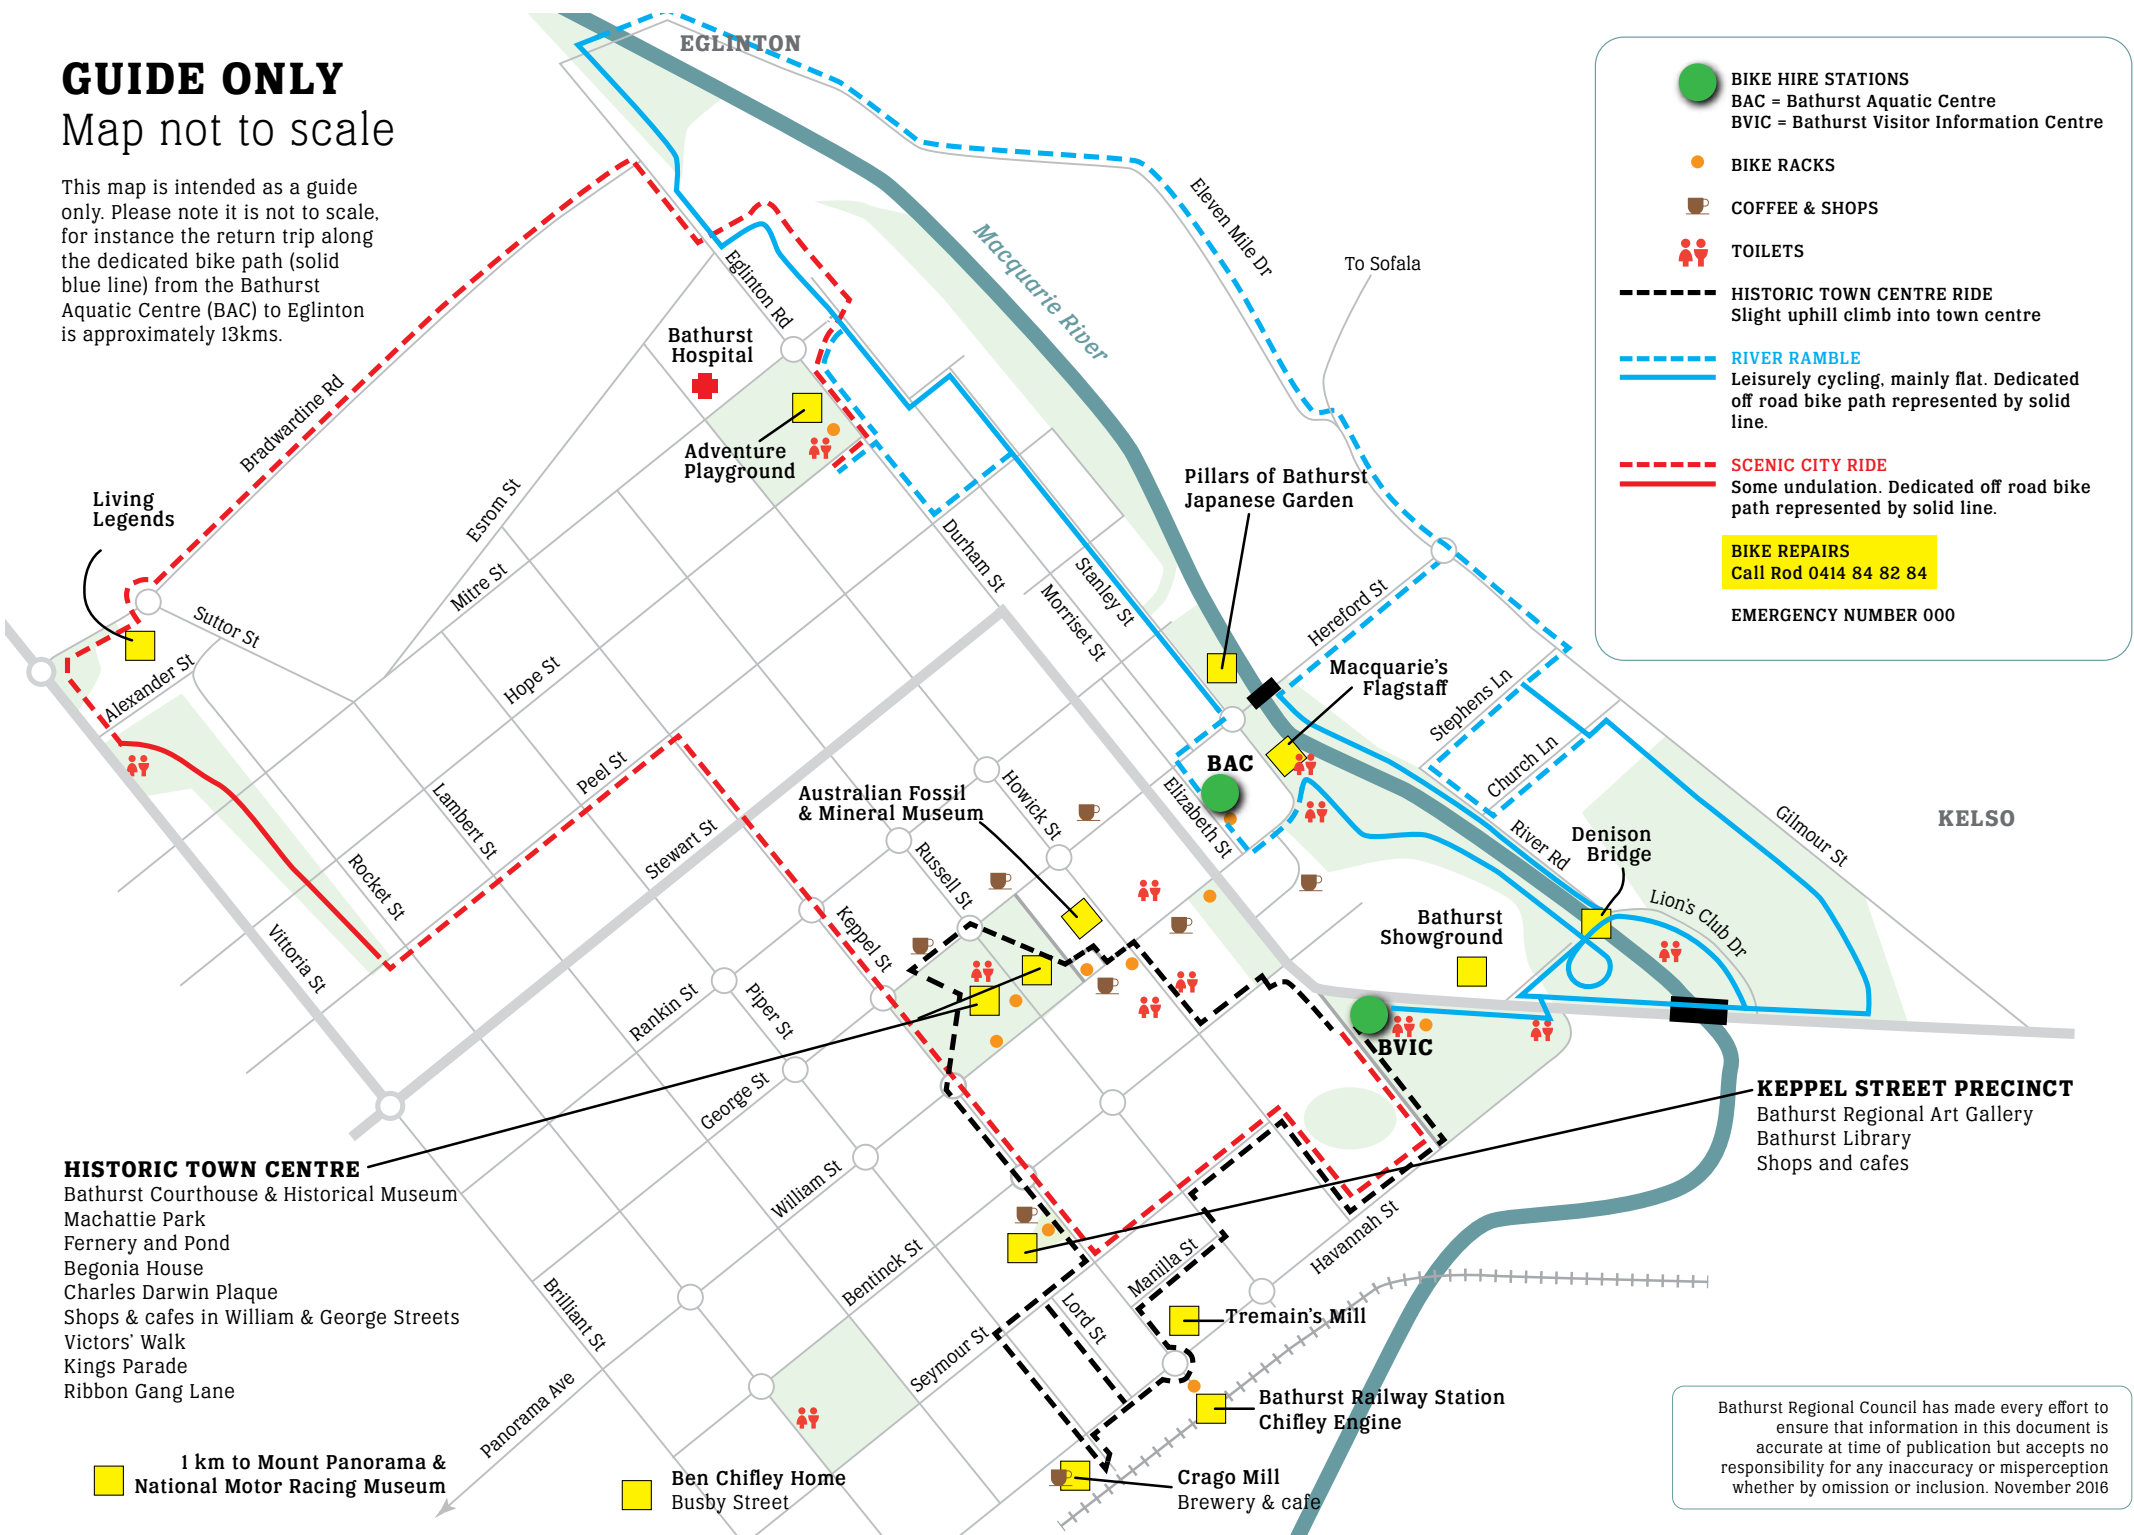 GUIDE ONLY
Map not to scale
This map is intended as a guide
only. Please note it is not to scale,
for instance the return trip along
the dedicated bike path (solid
blue line) from the Bathurst
Aquatic Centre (BAC) to Eglinton
is approximately 13kms.
EGLINTON
Eleven Mile Dr
To Sofala
Macquarie River
Eglinton Rd
Bathurst
Hospital
Adventure
Playground
Bradwardine Rd
Living
Legends
Suttor St
Alexander St
Esrom St
Mitre St
Hope St
Peel St
Stewart St
Lambert St
Rocket St
Vittoria St
Durham St
Stanley St
Morriset St
Pillars of Bathurst
Japanese Garden
Hereford St
Macquarie's
Flagstaff
Stephens Ln
Church Ln
River Rd
Denison
Bridge
Gilmour St
KELSO
Lion's Club Dr
Bathurst
Showground
BAC
Elizabeth St
Australian Fossil
& Mineral Museum
Howick St
Russell St
Keppel St
Piper St
Rankin St
George St
William St
Bentinck St
Seymour St
Brilliant St
Panorama Ave
Lord St
Manilla St
Havannah St
BVIC
Tremain's Mill
Bathurst Railway Station
Chifley Engine
Crago Mill
Brewery & cafe
Ben Chifley Home
Busby Street
1 km to Mount Panorama &
National Motor Racing Museum
HISTORIC TOWN CENTRE
Bathurst Courthouse & Historical Museum
Machattie Park
Fernery and Pond
Begonia House
Charles Darwin Plaque
Shops & cafes in William & George Streets
Victors' Walk
Kings Parade
Ribbon Gang Lane
KEPPEL STREET PRECINCT
Bathurst Regional Art Gallery
Bathurst Library
Shops and cafes
BIKE HIRE STATIONS
BAC = Bathurst Aquatic Centre
BVIC = Bathurst Visitor Information Centre
BIKE RACKS
COFFEE & SHOPS
TOILETS
HISTORIC TOWN CENTRE RIDE
Slight uphill climb into town centre
RIVER RAMBLE
Leisurely cycling, mainly flat. Dedicated
off road bike path represented by solid
line.
SCENIC CITY RIDE
Some undulation. Dedicated off road bike
path represented by solid line.
BIKE REPAIRS
Call Rod 0414 84 82 84
EMERGENCY NUMBER 000
Bathurst Regional Council has made every effort to
ensure that information in this document is
accurate at time of publication but accepts no
responsibility for any inaccuracy or misperception
whether by omission or inclusion. November 2016